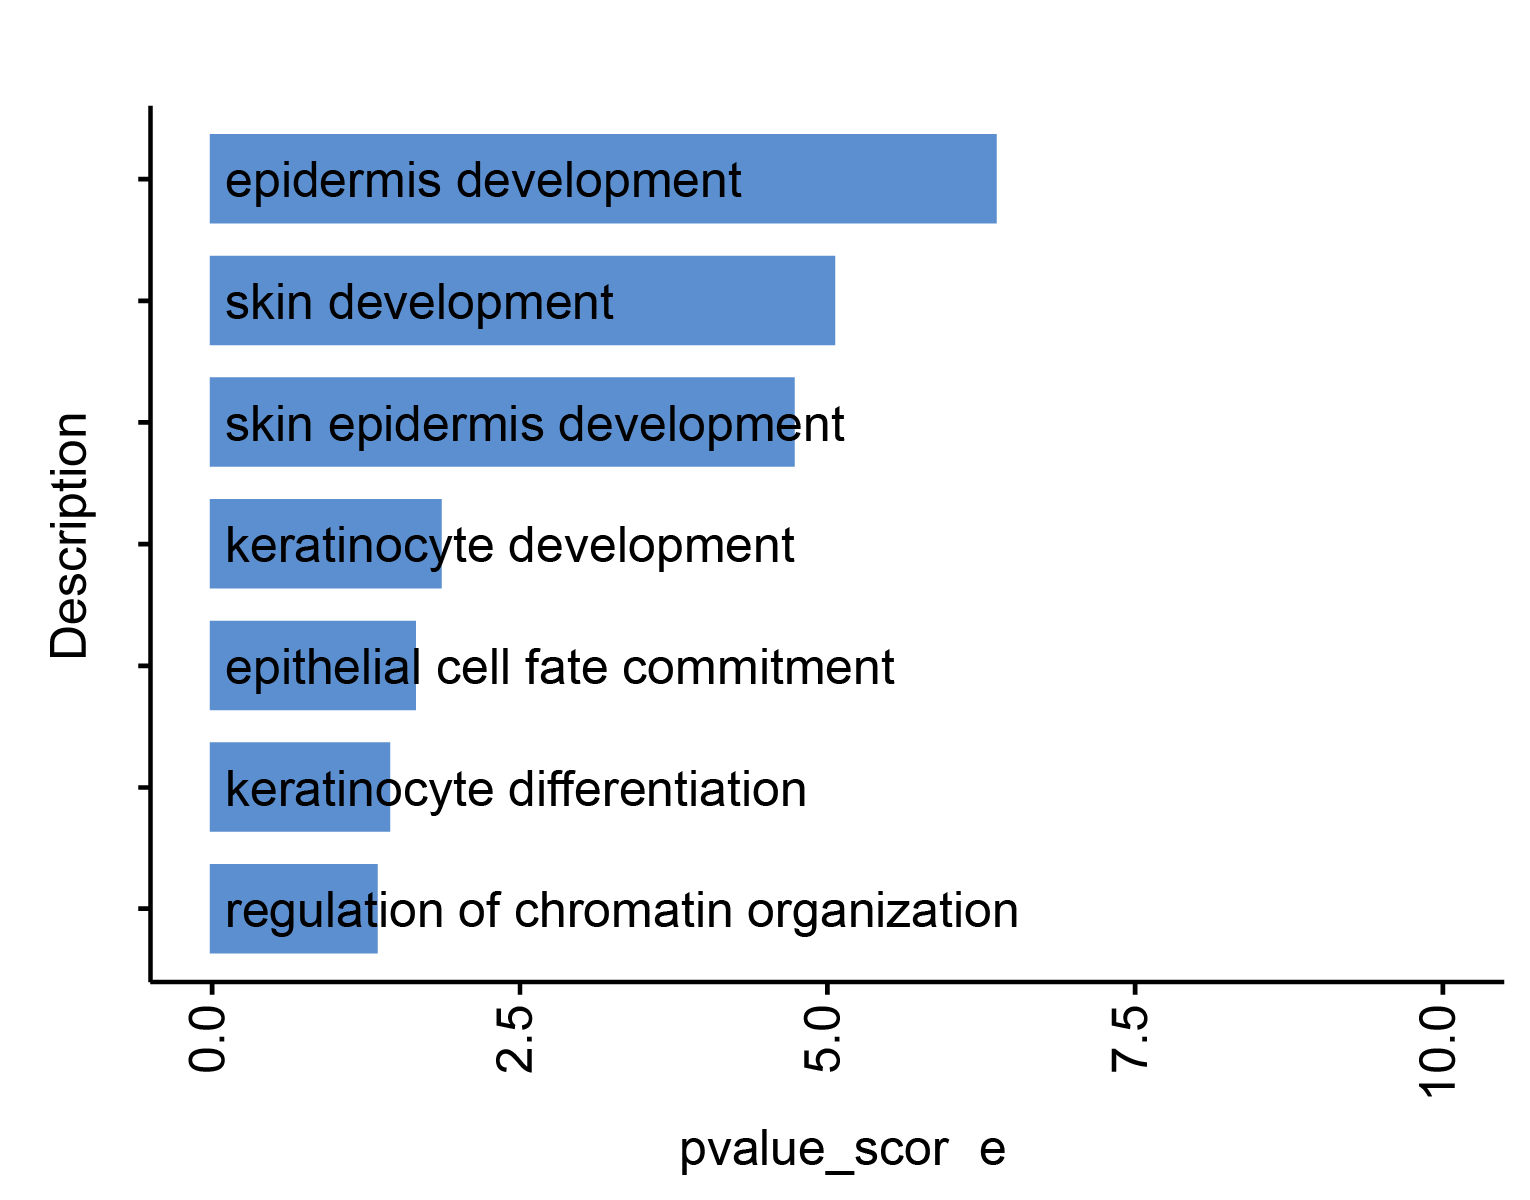 epidermis development
skin development
skin epidermis development
keratinocyte development
epithelial cell fate commitment
keratinocyte differentiation
regulation of chromatin organization
Description
0.0
2.5
5.0
7.5
10.0
pvalue_scor e